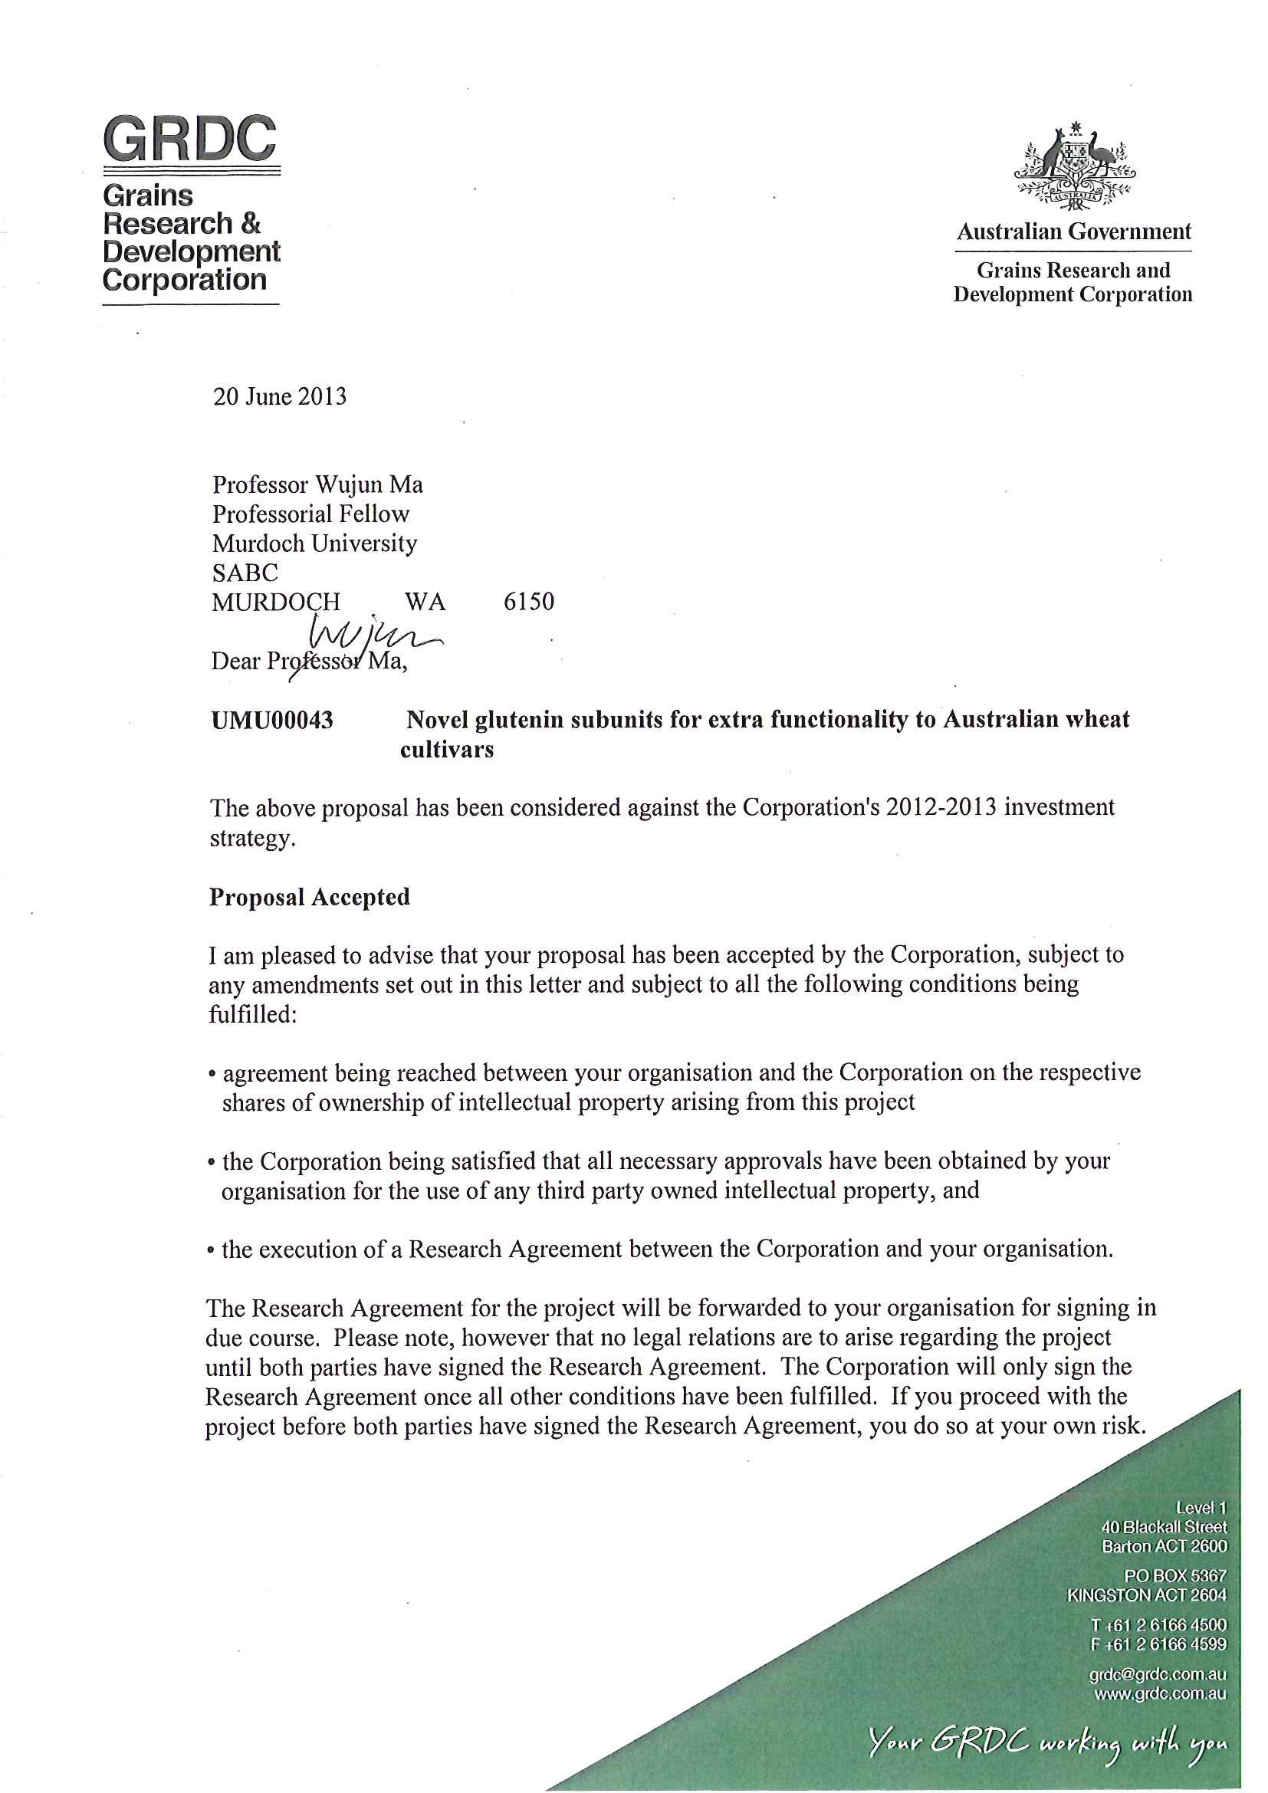 GRDC
Grains
Research &
Development
Corporation
AUSTRALIA
Australian Government
Grains Research and
Development Corporation
20 June 2013
Professor Wujun Ma
Professorial Fellow
Murdoch University
SABC
MURDOCH WA 6150
Wujun
Dear Professor Ma,
UMU00043 Novel glutenin subunits for extra functionality to Australian wheat
cultivars
The above proposal has been considered against the Corporation's 2012-2013 investment
strategy.
Proposal Accepted
I am pleased to advise that your proposal has been accepted by the Corporation, subject to
any amendments set out in this letter and subject to all the following conditions being
fulfilled:
• agreement being reached between your organisation and the Corporation on the respective
shares of ownership of intellectual property arising from this project
• the Corporation being satisfied that all necessary approvals have been obtained by your
organisation for the use of any third party owned intellectual property, and
• the execution of a Research Agreement between the Corporation and your organisation.
The Research Agreement for the project will be forwarded to your organisation for signing in
due course. Please note, however that no legal relations are to arise regarding the project
until both parties have signed the Research Agreement. The Corporation will only sign the
Research Agreement once all other conditions have been fulfilled. If you proceed with the
project before both parties have signed the Research Agreement, you do so at your own risk.
Level 1
40 Blackall Street
Barton ACT 2600
PO BOX 5367
KINGSTON ACT 2604
T +61 2 6166 4500
F +61 2 6166 4599
grdc@grdc.com.au
www.grdc.com.au
Your GRDC working with you